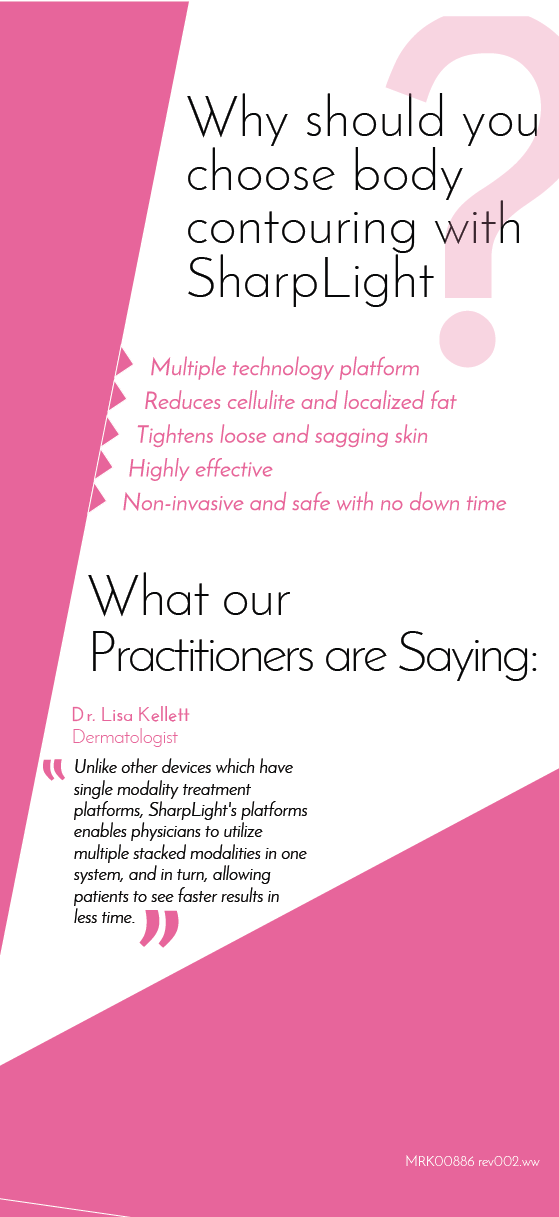 Why should you
choose body
contouring with
SharpLight
?
Multiple technology platform
Reduces cellulite and localized fat
Tightens loose and sagging skin
Highly effective
Non-invasive and safe with no down time
What our
Practitioners are Saying:
Dr. Lisa Kellett
Dermatologist
"Unlike other devices which have
single modality treatment
platforms, SharpLight's platforms
enables physicians to utilize
multiple stacked modalities in one
system, and in turn, allowing
patients to see faster results in
less time."
MRK00886 rev002.ww